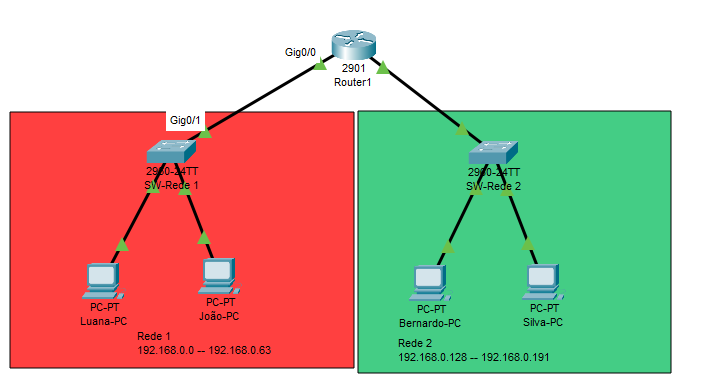 Gig0/0
2901
Router1
Gig0/1
2960-24TT
SW-Rede 1
2960-24TT
SW-Rede 2
PC-PT
Luana-PC
PC-PT
João-PC
PC-PT
Bernardo-PC
PC-PT
Silva-PC
Rede 1
192.168.0.0 -- 192.168.0.63
Rede 2
192.168.0.128 -- 192.168.0.191